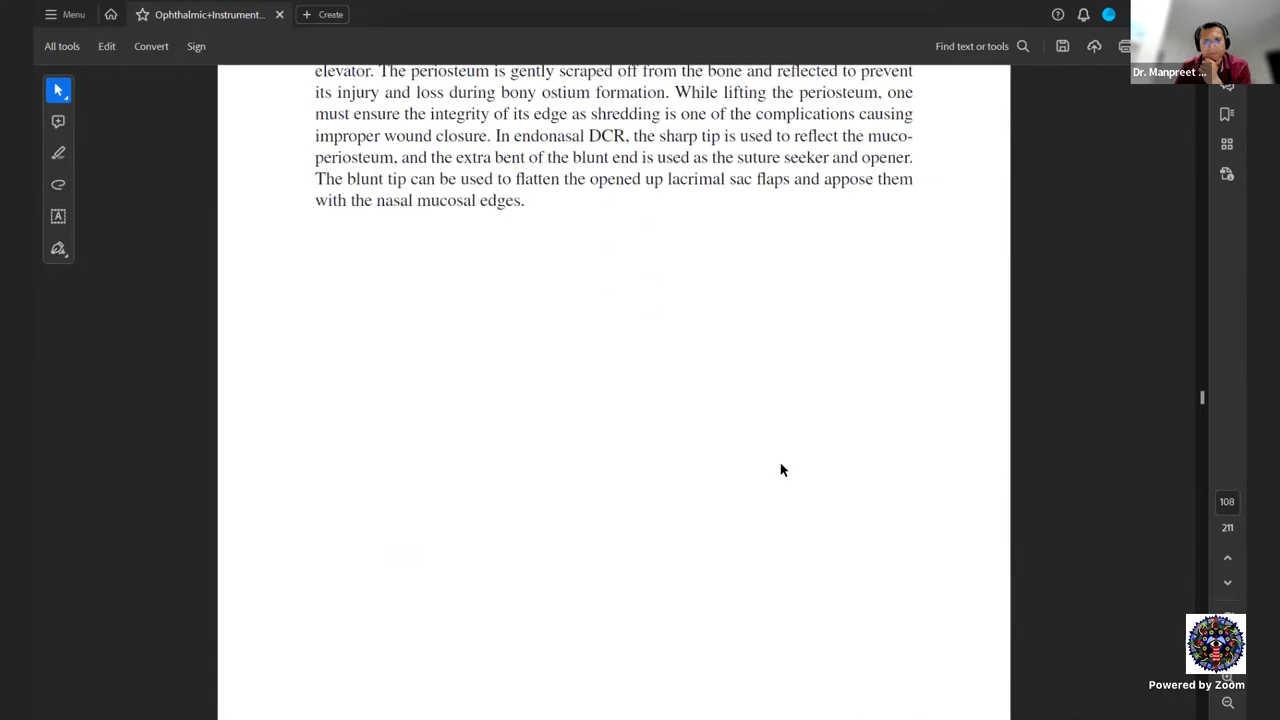 Menu
Ophthalmic+Instrument...
Create
All tools
Edit
Convert
Sign
Find text or tools
Dr. Manpreet ...
elevator. The periosteum is gently scraped off from the bone and reflected to prevent
its injury and loss during bony ostium formation. While lifting the periosteum, one
must ensure the integrity of its edge as shredding is one of the complications causing
improper wound closure. In endonasal DCR, the sharp tip is used to reflect the muco-
periosteum, and the extra bent of the blunt end is used as the suture seeker and opener.
The blunt tip can be used to flatten the opened up lacrimal sac flaps and appose them
with the nasal mucosal edges.
108
211
Powered by Zoom